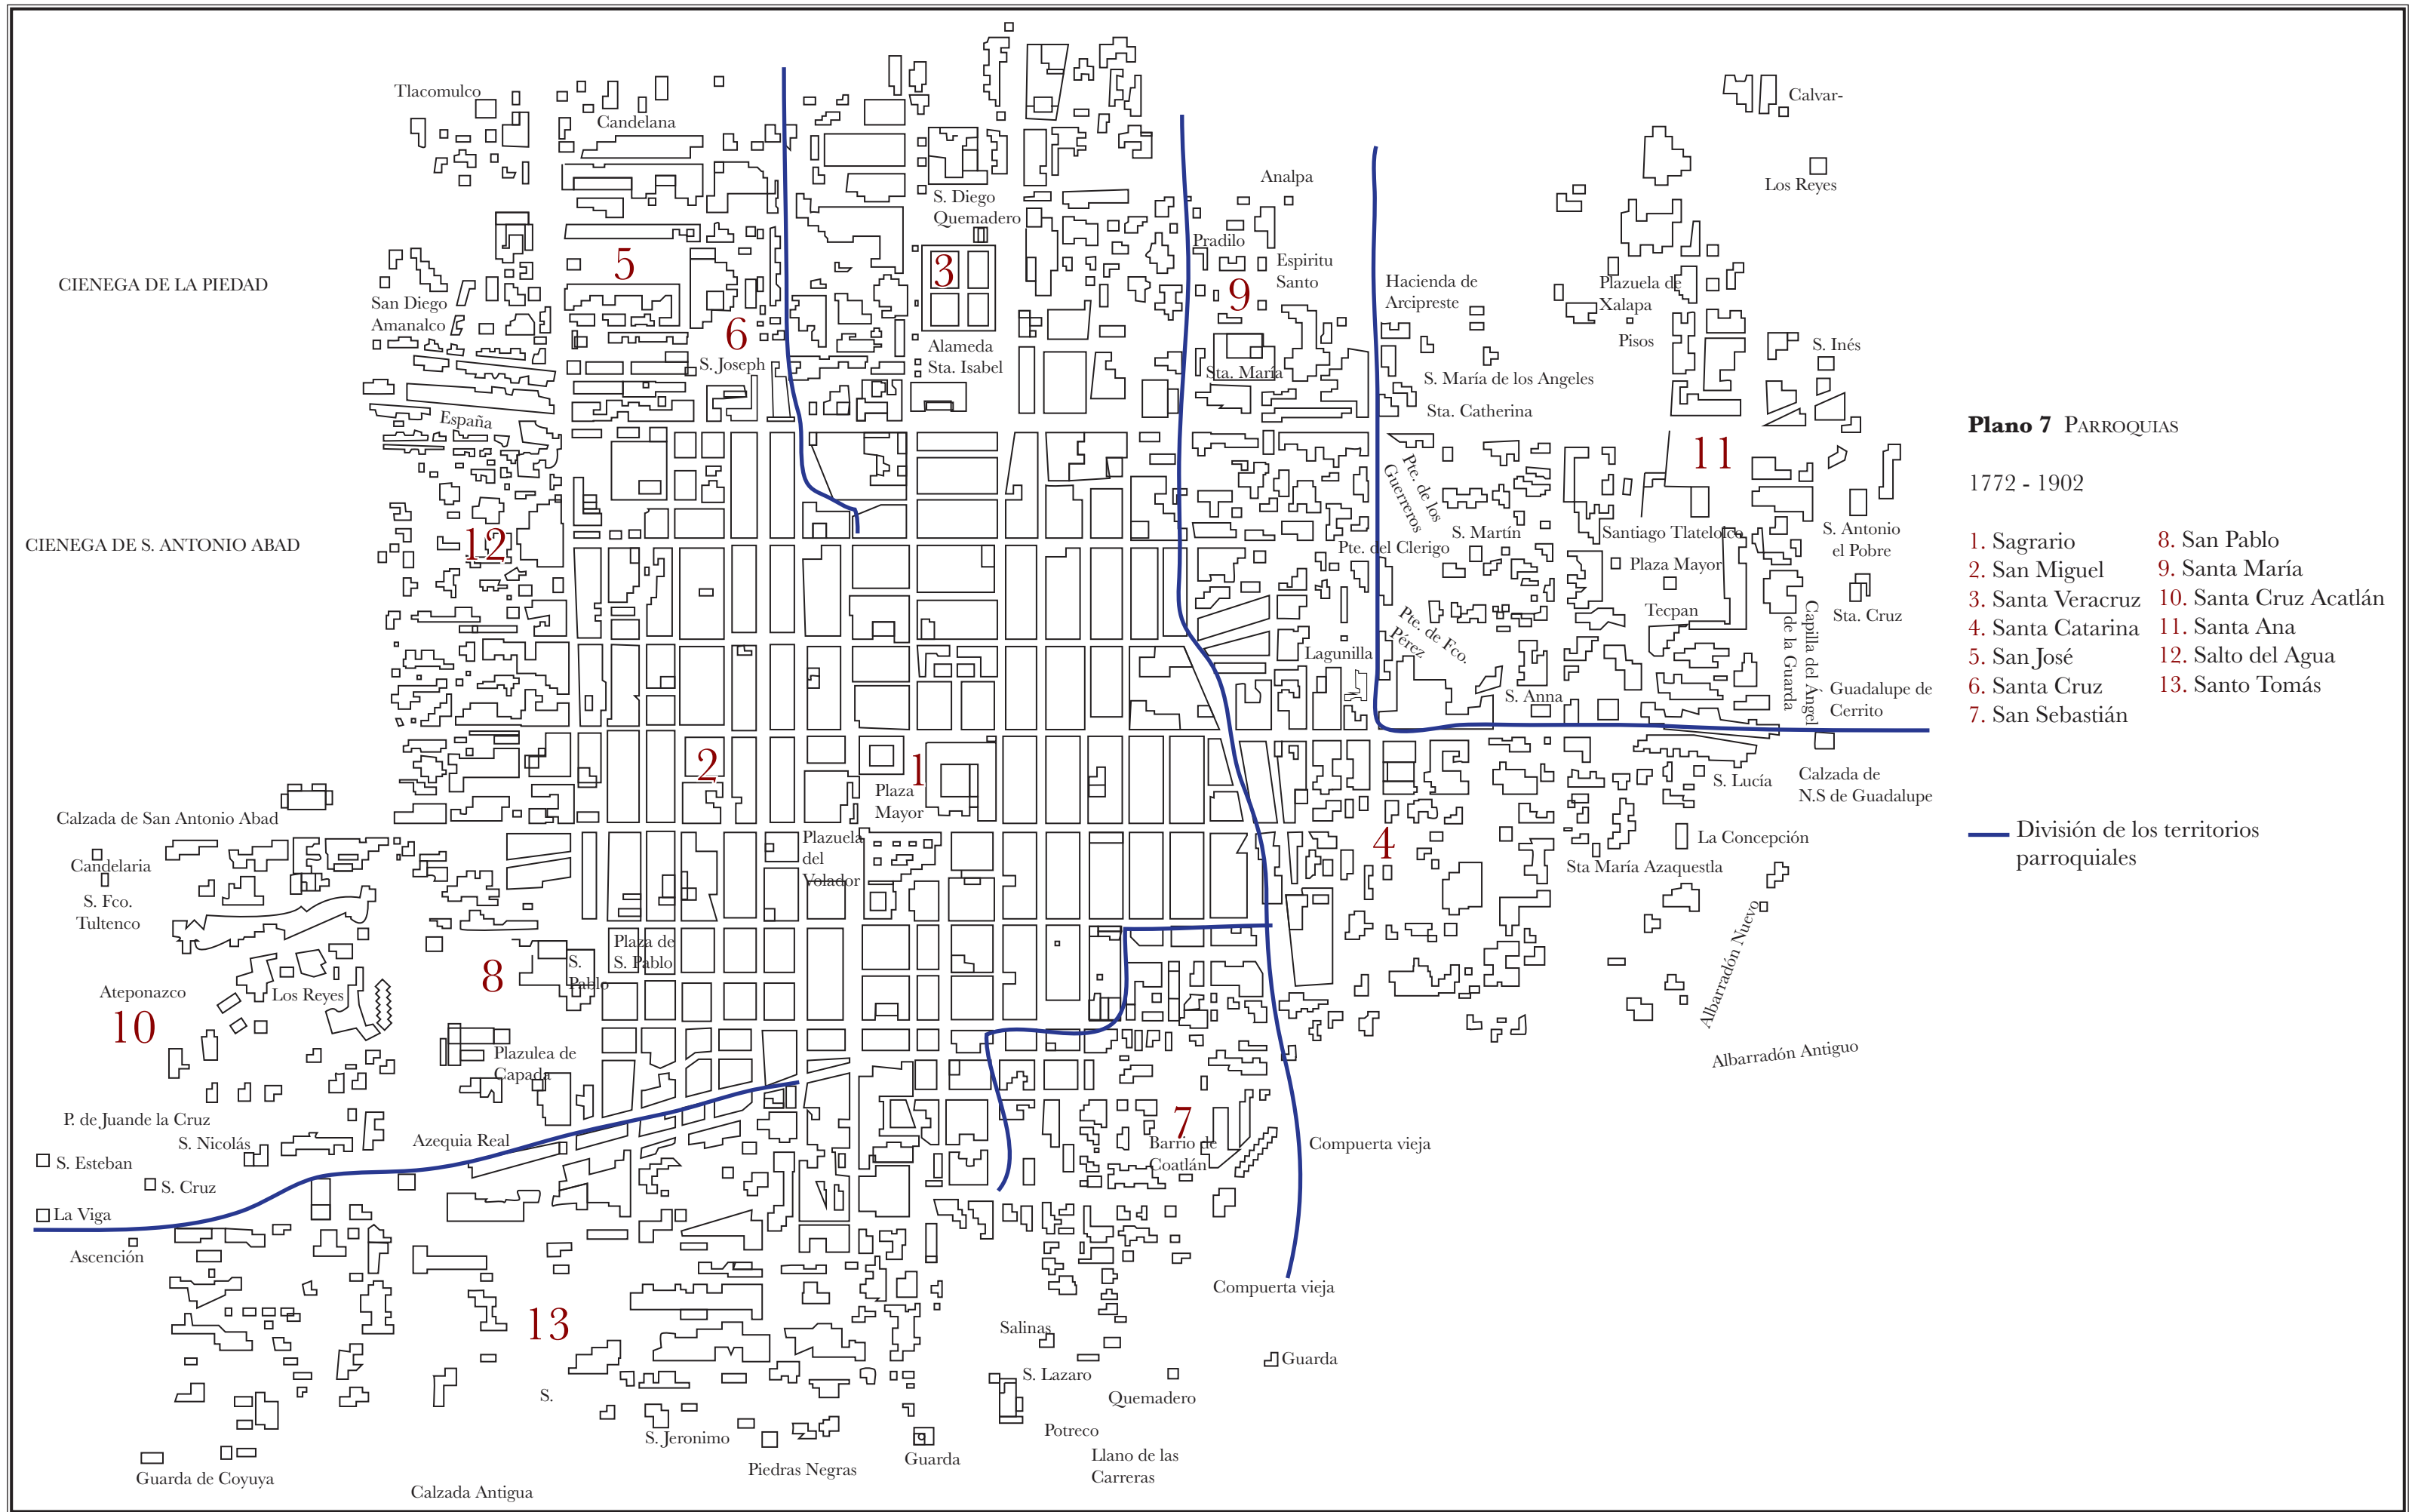 Tlacomulco
Candelana
Calvar-
Los Reyes
Analpa
S. Diego
Quemadero
Pradilo
Espiritu
Santo
CIENEGA DE LA PIEDAD
5
3
9
6
San Diego
Amanalco
S. Joseph
Alameda
Sta. Isabel
Sta. María
Hacienda de
Arcipreste
Plazuela de
Xalapa
Pisos
S. Inés
S. María de los Angeles
Sta. Catherina
España
11
Pte. de los
Guerreros
CIENEGA DE S. ANTONIO ABAD
12
Pte. del Clerigo
S. Martín
Santiago Tlatelolco
Plaza Mayor
Tecpan
S. Antonio
el Pobre
Sta. Cruz
Capilla del Ángel
de la Guarda
Pte. de Fco.
Pérez
Lagunilla
S. Anna
Guadalupe de
Cerrito
2
1
Plaza
Mayor
S. Lucía
Calzada de
N.S de Guadalupe
Calzada de San Antonio Abad
Candelaria
S. Fco.
Tultenco
Plazuela
del
Volador
4
La Concepción
Sta María Azaquestla
Albarradón Nuevo
Albarradón Antiguo
8
S.
Pablo
Plaza de
S. Pablo
Ateponazco
Los Reyes
10
Plazulea de
Capada
P. de Juande la Cruz
S. Nicolás
Azequia Real
S. Esteban
S. Cruz
La Viga
Ascención
7
Barrio de
Coatlán
Compuerta vieja
Compuerta vieja
13
Salinas
S. Lazaro
Guarda
Quemadero
S.
S. Jeronimo
Potreco
Piedras Negras
Guarda
Llano de las
Carreras
Guarda de Coyuya
Calzada Antigua
Plano 7 PARROQUIAS
1772 - 1902
1. Sagrario
2. San Miguel
3. Santa Veracruz
4. Santa Catarina
5. San José
6. Santa Cruz
7. San Sebastián
8. San Pablo
9. Santa María
10. Santa Cruz Acatlán
11. Santa Ana
12. Salto del Agua
13. Santo Tomás
División de los territorios
parroquiales